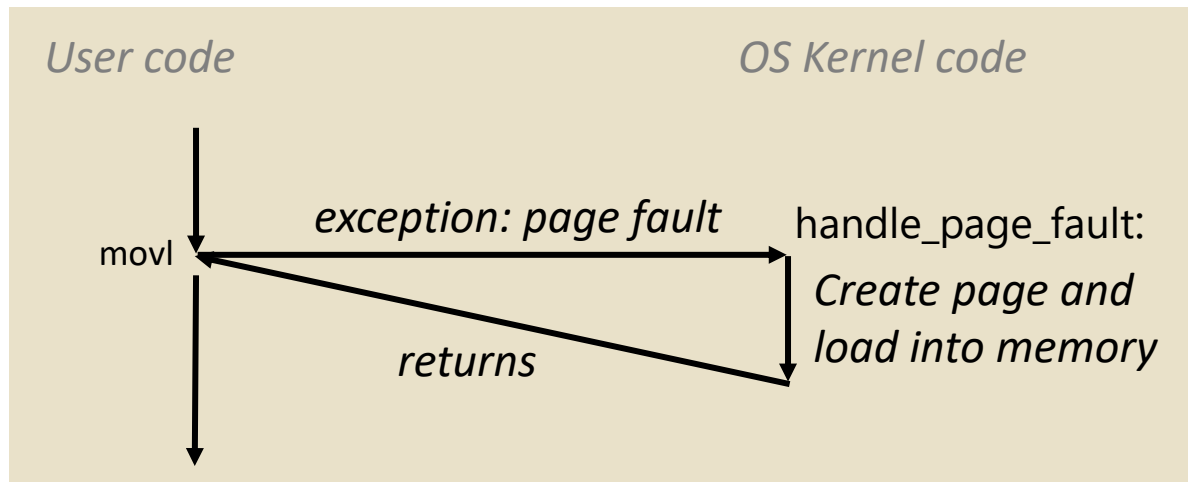 User code
OS Kernel code
exception: page fault
handle_page_fault:
movl
Create page and
load into memory
returns